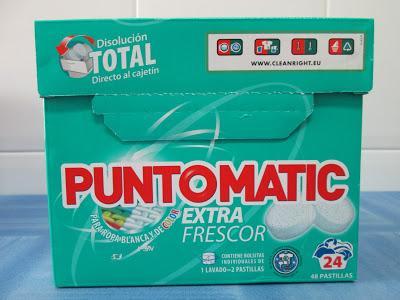 Disolución
TOTAL
Directo al cajetín
WWW.CLEANRIGHT.EU
PUNTOMATIC
PARA ROPA BLANCA Y DE COLOR
EXTRA
FRESCOR
CONTIENE BOLSITAS
INDIVIDUALES DE
1 LAVADO=2 PASTILLAS
24
48 PASTILLAS